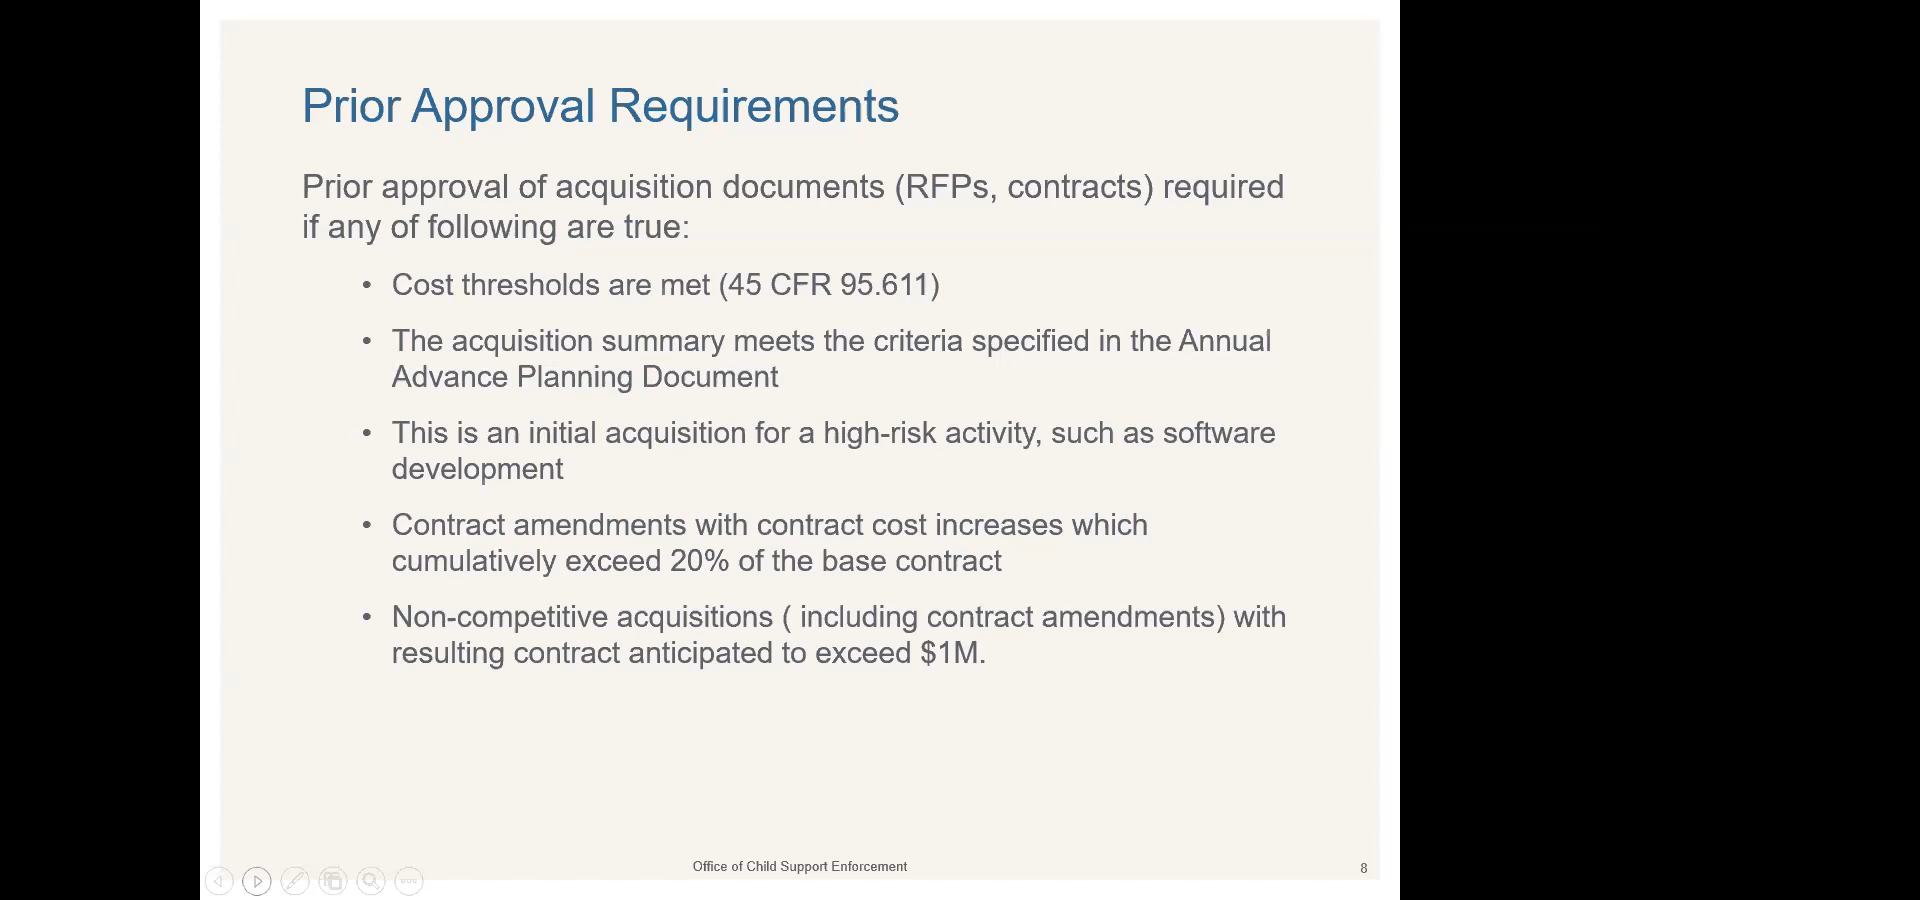 Prior Approval Requirements
Prior approval of acquisition documents (RFPs, contracts) required
if any of following are true:
• Cost thresholds are met (45 CFR 95.611)
• The acquisition summary meets the criteria specified in the Annual
Advance Planning Document
• This is an initial acquisition for a high-risk activity, such as software
development
• Contract amendments with contract cost increases which
cumulatively exceed 20% of the base contract
• Non-competitive acquisitions ( including contract amendments) with
resulting contract anticipated to exceed $1M.
Office of Child Support Enforcement
8